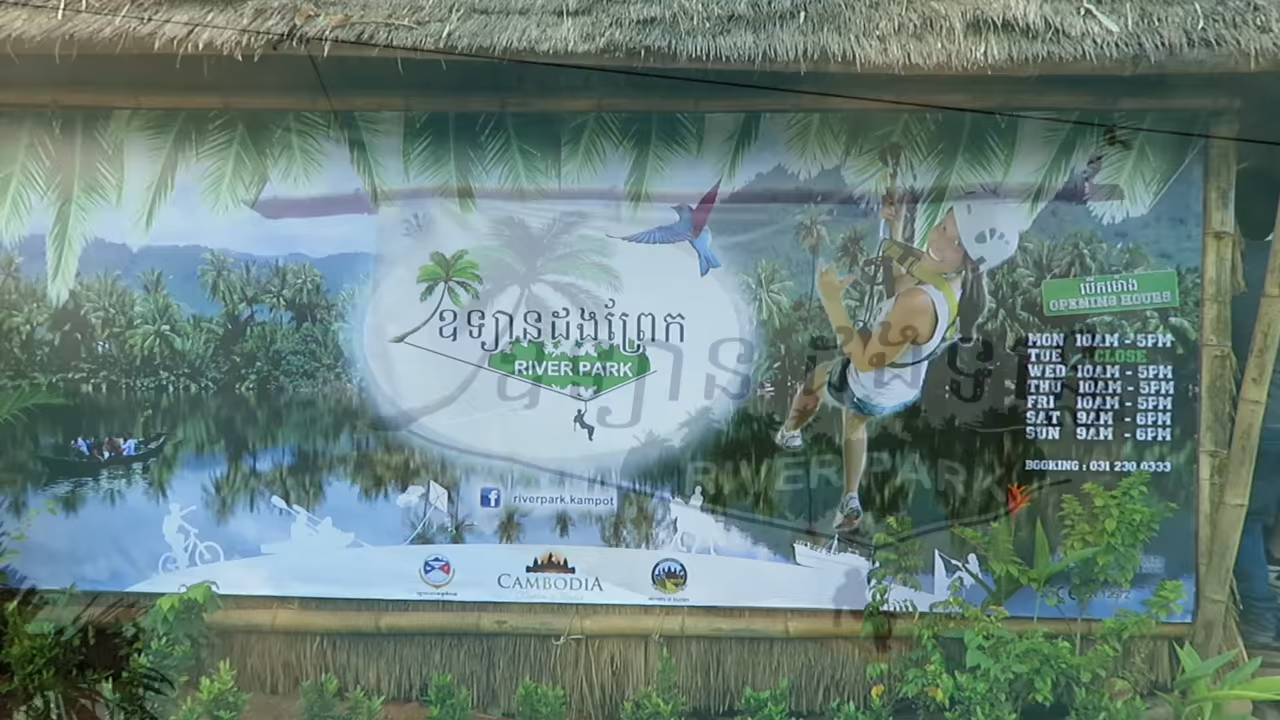 ឧទ្យានដងព្រែក
RIVER PARK
riverpark.kampot
បើកម៉ោង
OPENING HOURS
MON 10AM - 5PM
TUE CLOSE
WED 10AM - 5PM
THU 10AM - 5PM
FRI 10AM - 5PM
SAT 9AM - 6PM
SUN 9AM - 6PM
BOOKING : 031 230 0333
RIVER PARK
CAMBODIA